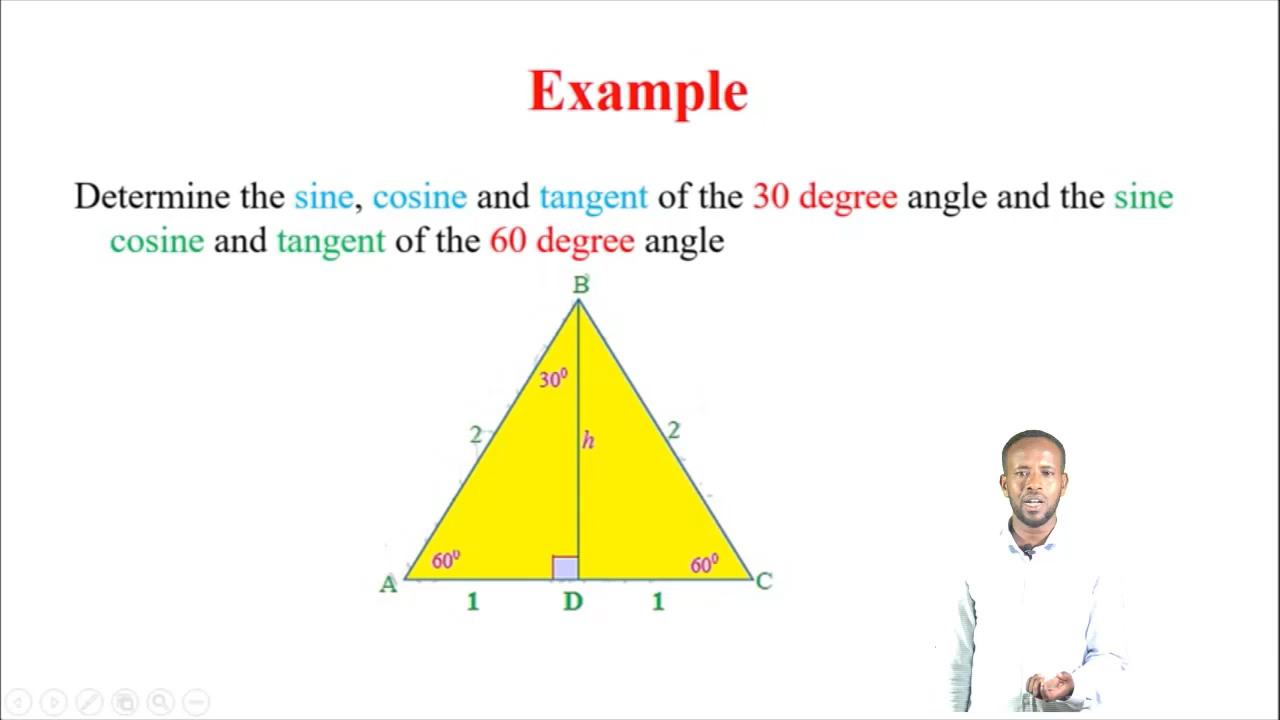 Example
Determine the sine, cosine and tangent of the 30 degree angle and the sine
cosine and tangent of the 60 degree angle
B
30⁰
2
h
2
60⁰
60⁰
A
C
1
D
1